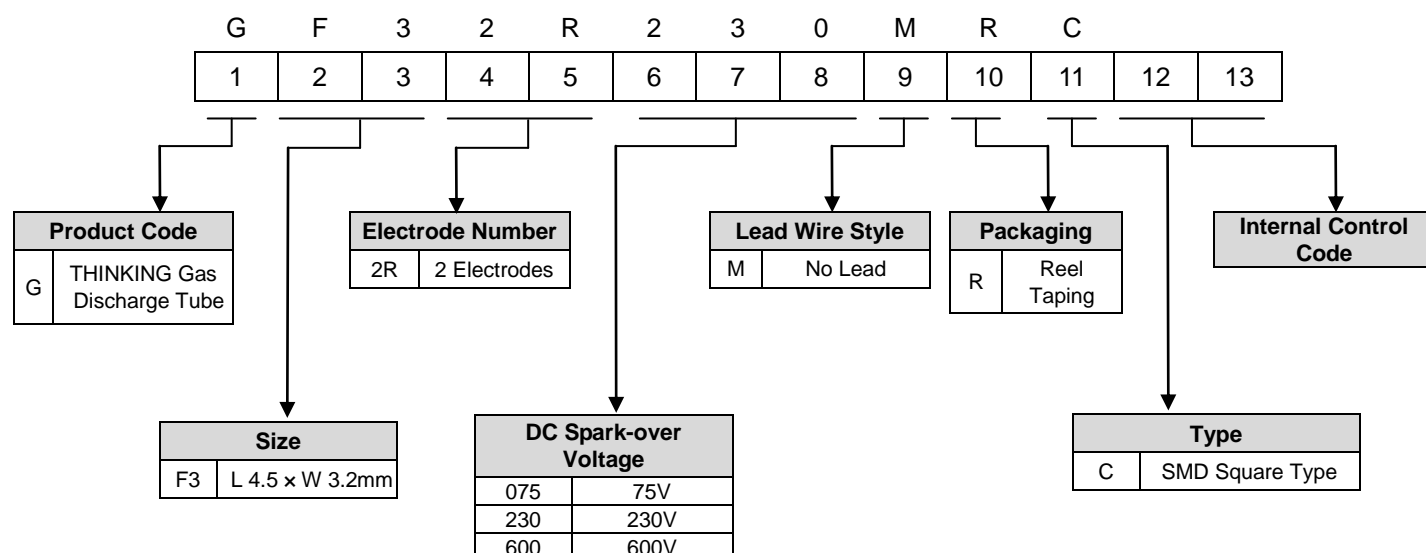 G F 3 2 R 2 3 0 M R C
1 2 3 4 5 6 7 8 9 10 11 12 13
Product Code
G THINKING Gas
Discharge Tube
Electrode Number
2R 2 Electrodes
Lead Wire Style
M No Lead
Packaging
R Reel
Taping
Internal Control
Code
Size
F3 L 4.5 × W 3.2mm
DC Spark-over
Voltage
075 75V
230 230V
600 600V
Type
C SMD Square Type